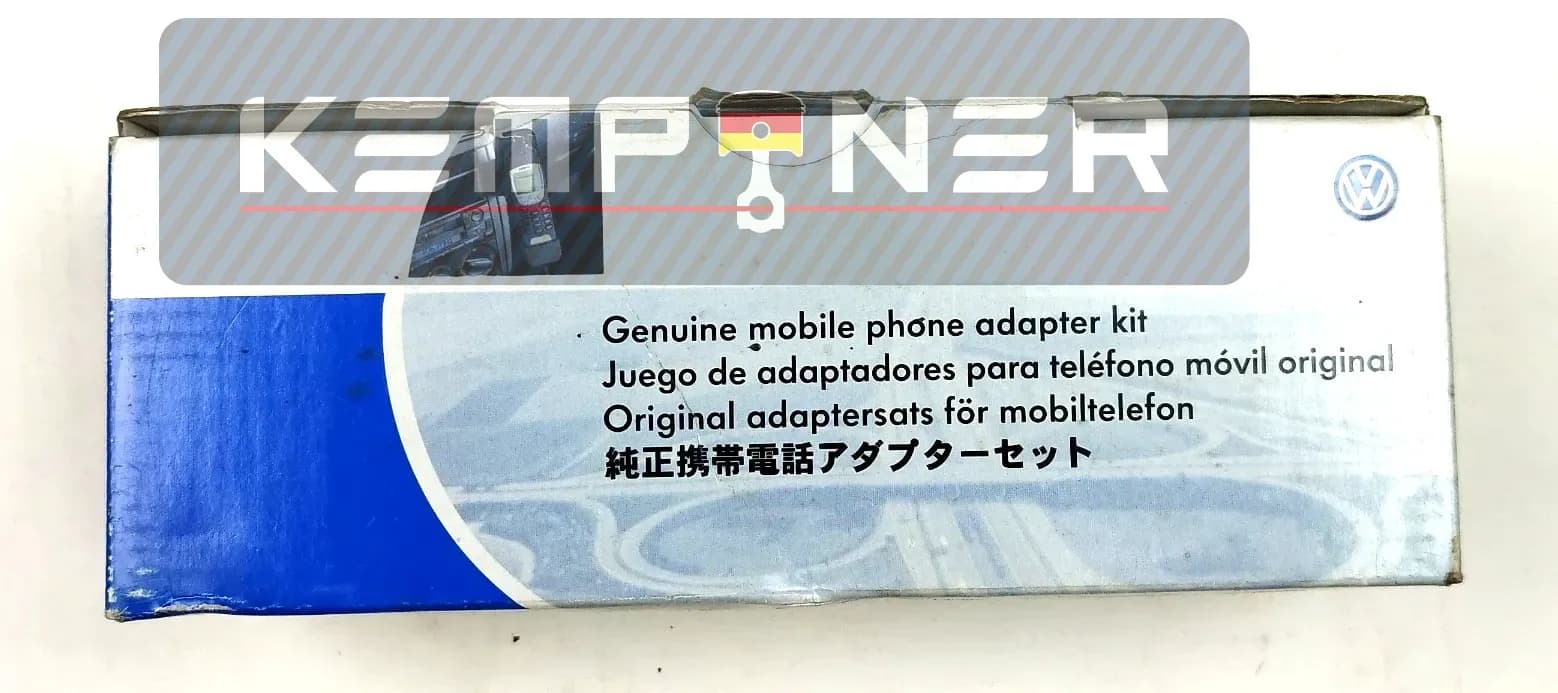 KEMPTNER
Genuine mobile phone adapter kit
Juego de adaptadores para teléfono móvil original
Original adaptersats för mobiltelefon
純正携帯電話アダプターセット